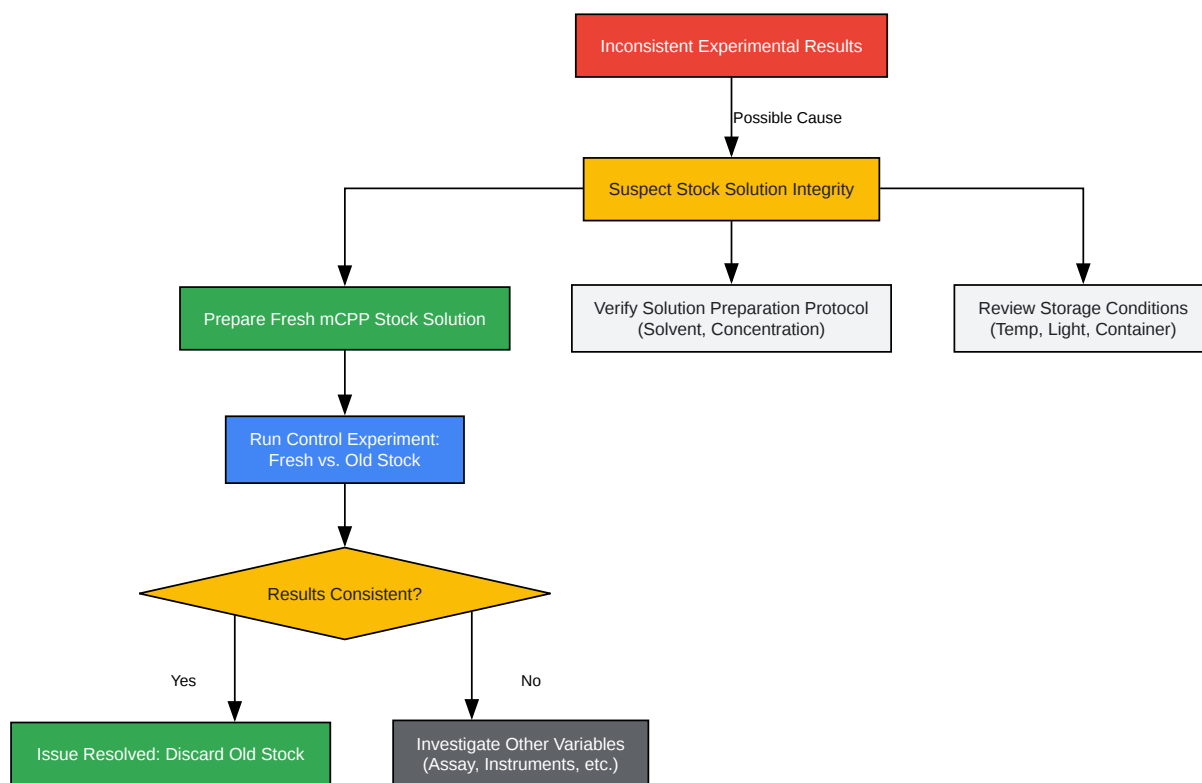 Inconsistent Experimental Results
Possible Cause
Suspect Stock Solution Integrity
Prepare Fresh mCPP Stock Solution
Verify Solution Preparation Protocol
(Solvent, Concentration)
Review Storage Conditions
(Temp, Light, Container)
Run Control Experiment:
Fresh vs. Old Stock
Results Consistent?
Yes
No
Issue Resolved: Discard Old Stock
Investigate Other Variables
(Assay, Instruments, etc.)